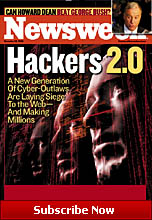 CAN HOWARD DEAN BEAT GEORGE BUSH?
Newswe
Hackers 2.0
A New Generation
Of Cyber-Outlaws
Are Laying Siege
To the Web—
And Making
Millions
Subscribe Now